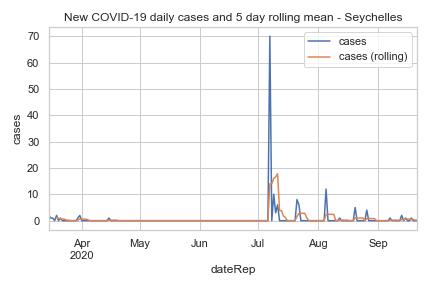 New COVID-19 daily cases and 5 day rolling mean - Seychelles
cases
cases (rolling)
70
60
50
40
30
20
10
0
cases
Apr
2020
May
Jun
Jul
Aug
Sep
dateRep